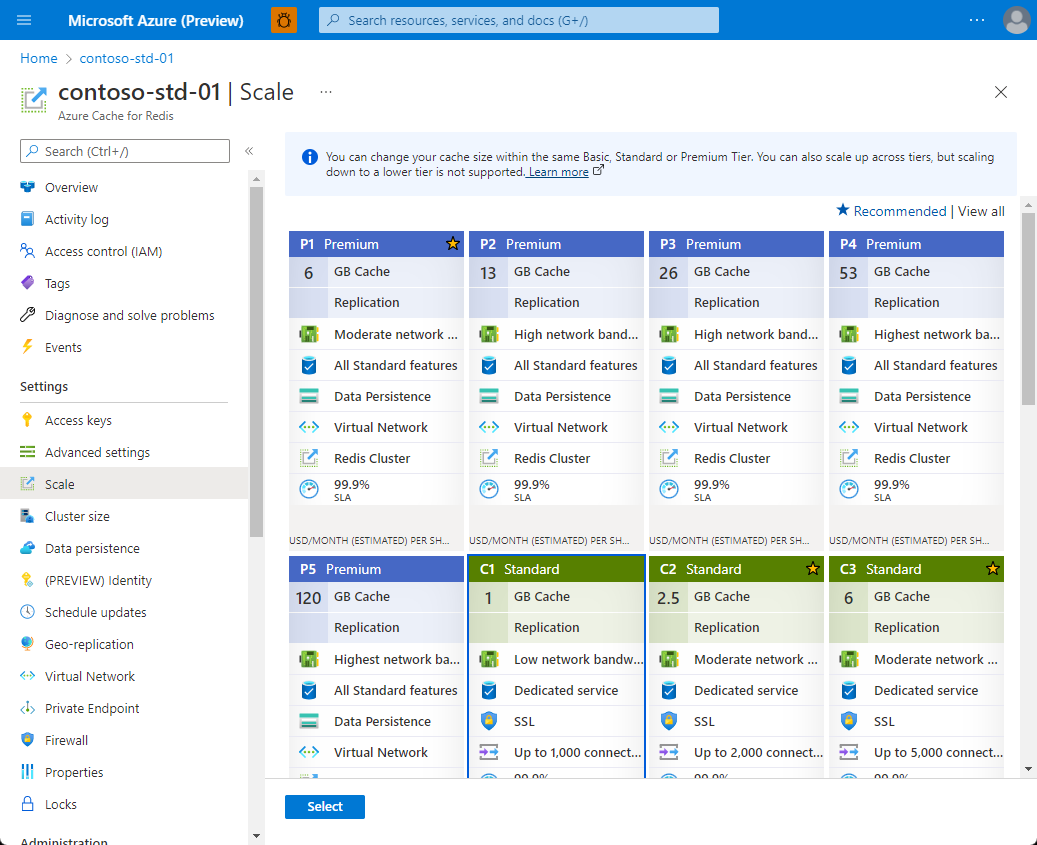 Microsoft Azure (Preview)
Search resources, services, and docs (G+/)
Home > contoso-std-01
contoso-std-01 | Scale
Azure Cache for Redis
Search (Ctrl+/)
Overview
Activity log
Access control (IAM)
Tags
Diagnose and solve problems
Events
Settings
Access keys
Advanced settings
Scale
Cluster size
Data persistence
(PREVIEW) Identity
Schedule updates
Geo-replication
Virtual Network
Private Endpoint
Firewall
Properties
Locks
Administration
You can change your cache size within the same Basic, Standard or Premium Tier. You can also scale up across tiers, but scaling
down to a lower tier is not supported. Learn more
Recommended | View all
P1 Premium
6 GB Cache
Replication
Moderate network ...
All Standard features
Data Persistence
Virtual Network
Redis Cluster
99.9%
SLA
USD/MONTH (ESTIMATED) PER SH...
P2 Premium
13 GB Cache
Replication
High network band...
All Standard features
Data Persistence
Virtual Network
Redis Cluster
99.9%
SLA
USD/MONTH (ESTIMATED) PER SH...
P3 Premium
26 GB Cache
Replication
High network band...
All Standard features
Data Persistence
Virtual Network
Redis Cluster
99.9%
SLA
USD/MONTH (ESTIMATED) PER SH...
P4 Premium
53 GB Cache
Replication
Highest network ba...
All Standard features
Data Persistence
Virtual Network
Redis Cluster
99.9%
SLA
USD/MONTH (ESTIMATED) PER SH...
P5 Premium
120 GB Cache
Replication
Highest network ba...
All Standard features
Data Persistence
Virtual Network
C1 Standard
1 GB Cache
Replication
Low network bandw...
Dedicated service
SSL
Up to 1,000 connect...
99.9%
C2 Standard
2.5 GB Cache
Replication
Moderate network ...
Dedicated service
SSL
Up to 2,000 connect...
99.9%
C3 Standard
6 GB Cache
Replication
Moderate network ...
Dedicated service
SSL
Up to 5,000 connect...
99.9%
Select